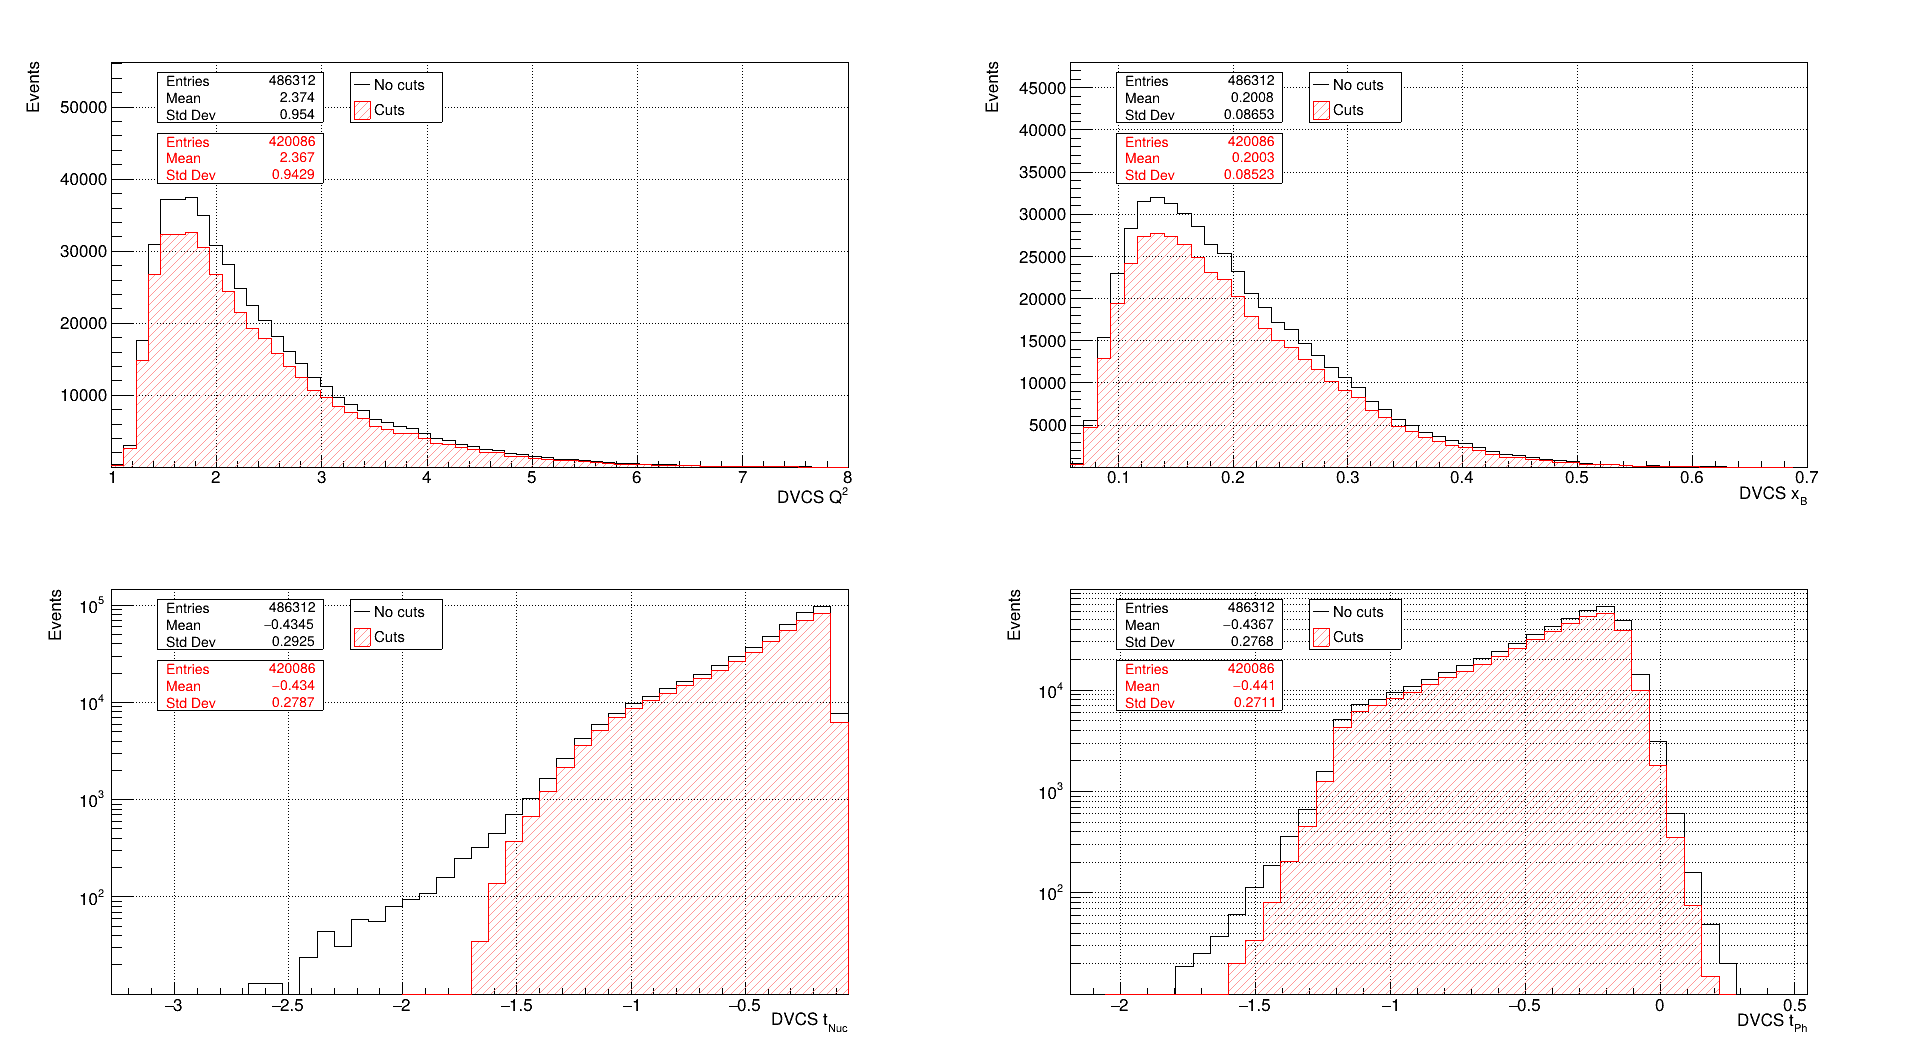 Events
50000
40000
30000
20000
10000
Entries 486312
Mean 2.374
Std Dev 0.954
Entries 420086
Mean 2.367
Std Dev 0.9429
No cuts
Cuts
1 2 3 4 5 6 7 8
DVCS Q²
Events
45000
40000
35000
30000
25000
20000
15000
10000
5000
Entries 486312
Mean 0.2008
Std Dev 0.08653
Entries 420086
Mean 0.2003
Std Dev 0.08523
No cuts
Cuts
0.1 0.2 0.3 0.4 0.5 0.6 0.7
DVCS x_B
Events
10⁵
10⁴
10³
10²
Entries 486312
Mean −0.4345
Std Dev 0.2925
Entries 420086
Mean −0.434
Std Dev 0.2787
No cuts
Cuts
−3 −2.5 −2 −1.5 −1 −0.5
DVCS t_Nuc
Events
10⁴
10³
10²
Entries 486312
Mean −0.4367
Std Dev 0.2768
Entries 420086
Mean −0.441
Std Dev 0.2711
No cuts
Cuts
−2 −1.5 −1 −0.5 0 0.5
DVCS t_Ph